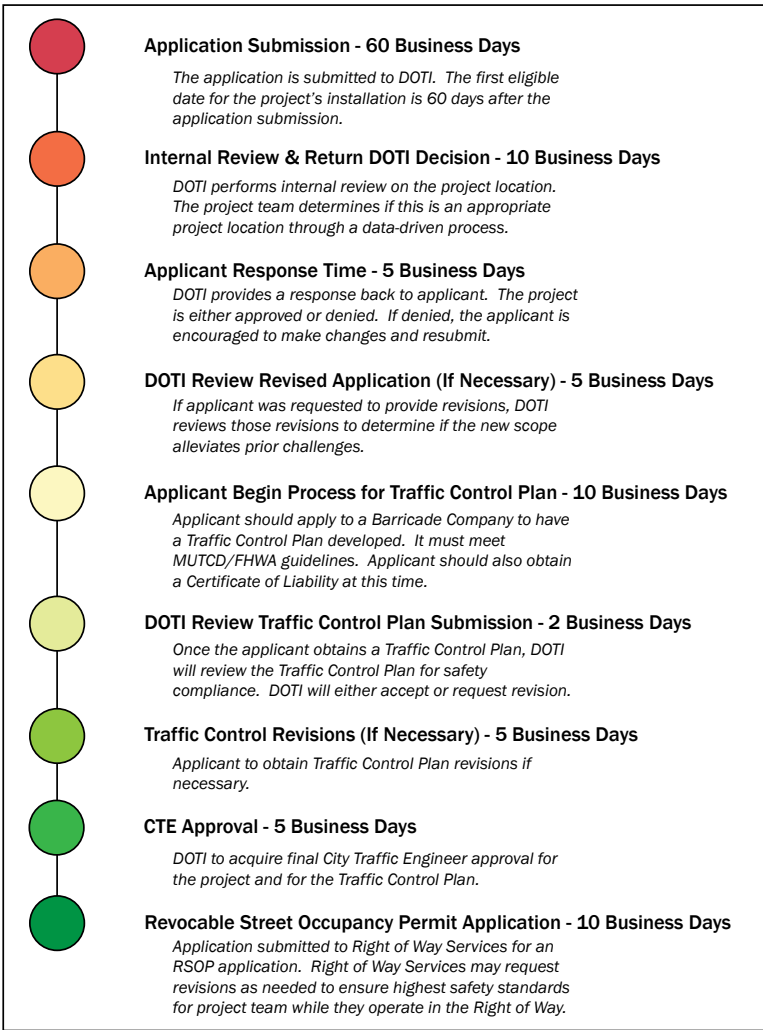 Application Submission - 60 Business Days
The application is submitted to DOTI. The first eligible
date for the project's installation is 60 days after the
application submission.
Internal Review & Return DOTI Decision - 10 Business Days
DOTI performs internal review on the project location.
The project team determines if this is an appropriate
project location through a data-driven process.
Applicant Response Time - 5 Business Days
DOTI provides a response back to applicant. The project
is either approved or denied. If denied, the applicant is
encouraged to make changes and resubmit.
DOTI Review Revised Application (If Necessary) - 5 Business Days
If applicant was requested to provide revisions, DOTI
reviews those revisions to determine if the new scope
alleviates prior challenges.
Applicant Begin Process for Traffic Control Plan - 10 Business Days
Applicant should apply to a Barricade Company to have
a Traffic Control Plan developed. It must meet
MUTCD/FHWA guidelines. Applicant should also obtain
a Certificate of Liability at this time.
DOTI Review Traffic Control Plan Submission - 2 Business Days
Once the applicant obtains a Traffic Control Plan, DOTI
will review the Traffic Control Plan for safety
compliance. DOTI will either accept or request revision.
Traffic Control Revisions (If Necessary) - 5 Business Days
Applicant to obtain Traffic Control Plan revisions if
necessary.
CTE Approval - 5 Business Days
DOTI to acquire final City Traffic Engineer approval for
the project and for the Traffic Control Plan.
Revocable Street Occupancy Permit Application - 10 Business Days
Application submitted to Right of Way Services for an
RSOP application. Right of Way Services may request
revisions as needed to ensure highest safety standards
for project team while they operate in the Right of Way.